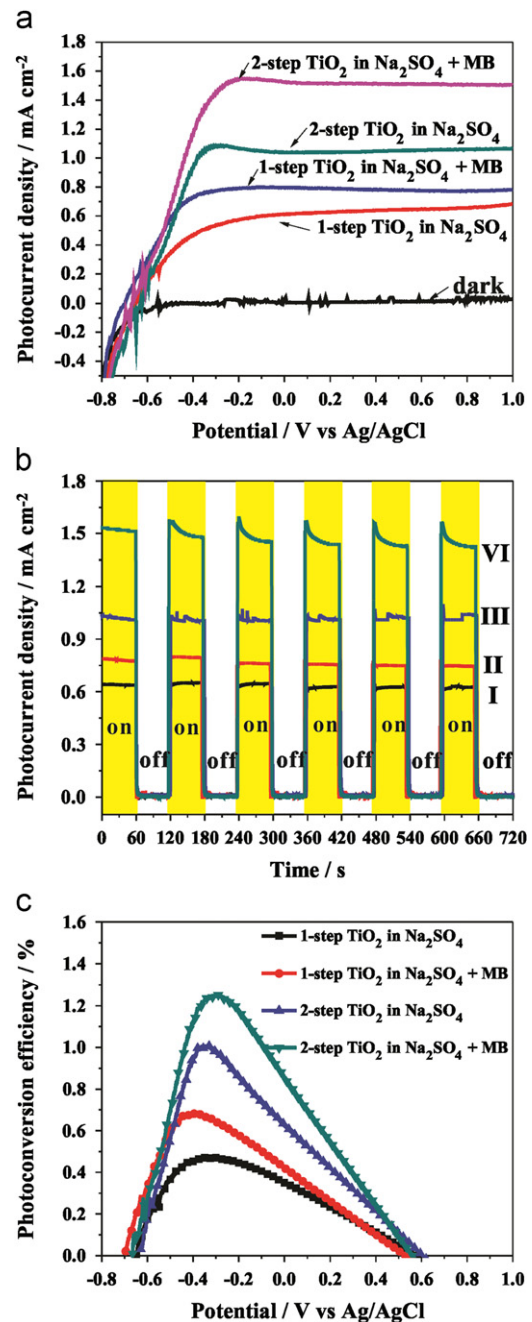 a
Photocurrent density / mA cm⁻²
1.8
1.6
1.4
1.2
1.0
0.8
0.6
0.4
0.2
0.0
-0.2
-0.4
2-step TiO₂ in Na₂SO₄ + MB
2-step TiO₂ in Na₂SO₄
1-step TiO₂ in Na₂SO₄ + MB
1-step TiO₂ in Na₂SO₄
dark
-0.8 -0.6 -0.4 -0.2 0.0 0.2 0.4 0.6 0.8 1.0
Potential / V vs Ag/AgCl
b
Photocurrent density / mA cm⁻²
1.8
1.5
1.2
0.9
0.6
0.3
0.0
VI
III
II
I
on on on on on on
off off off off off off
0 60 120 180 240 300 360 420 480 540 600 660 720
Time / s
c
Photoconversion efficiency / %
1.6
1.4
1.2
1.0
0.8
0.6
0.4
0.2
0.0
1-step TiO₂ in Na₂SO₄
1-step TiO₂ in Na₂SO₄ + MB
2-step TiO₂ in Na₂SO₄
2-step TiO₂ in Na₂SO₄ + MB
-0.8 -0.6 -0.4 -0.2 0.0 0.2 0.4 0.6 0.8 1.0
Potential / V vs Ag/AgCl